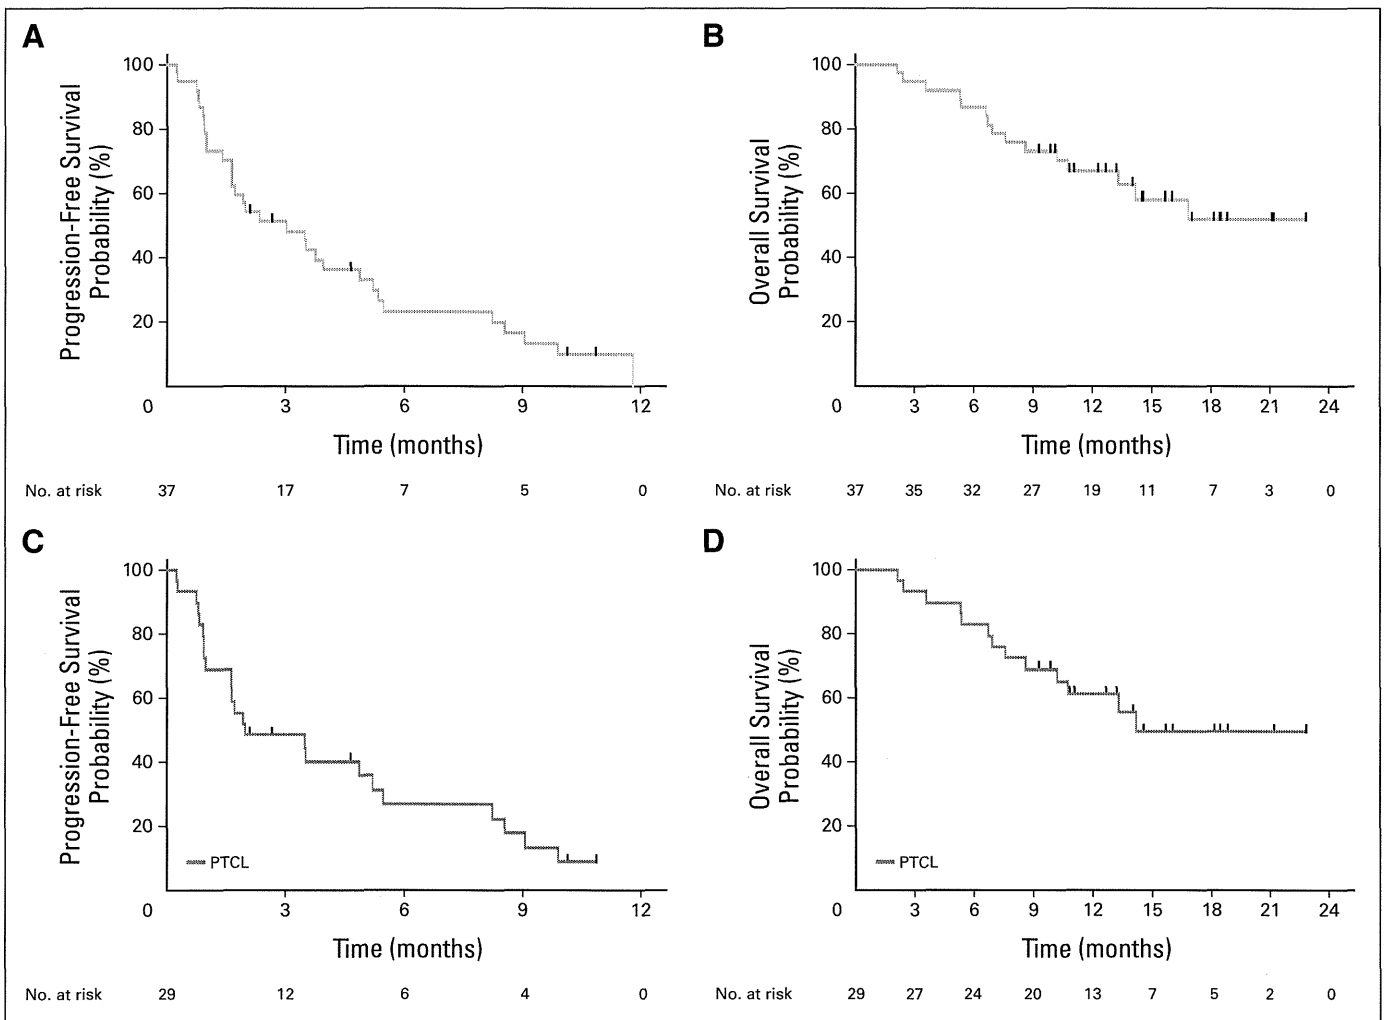 A
Progression-Free Survival
Probability (%)
100
80
60
40
20
0 3 6 9 12
Time (months)
No. at risk 37 17 7 5 0
B
Overall Survival
Probability (%)
100
80
60
40
20
0 3 6 9 12 15 18 21 24
Time (months)
No. at risk 37 35 32 27 19 11 7 3 0
C
Progression-Free Survival
Probability (%)
100
80
60
40
20
PTCL
0 3 6 9 12
Time (months)
No. at risk 29 12 6 4 0
D
Overall Survival
Probability (%)
100
80
60
40
20
PTCL
0 3 6 9 12 15 18 21 24
Time (months)
No. at risk 29 27 24 20 13 7 5 2 0